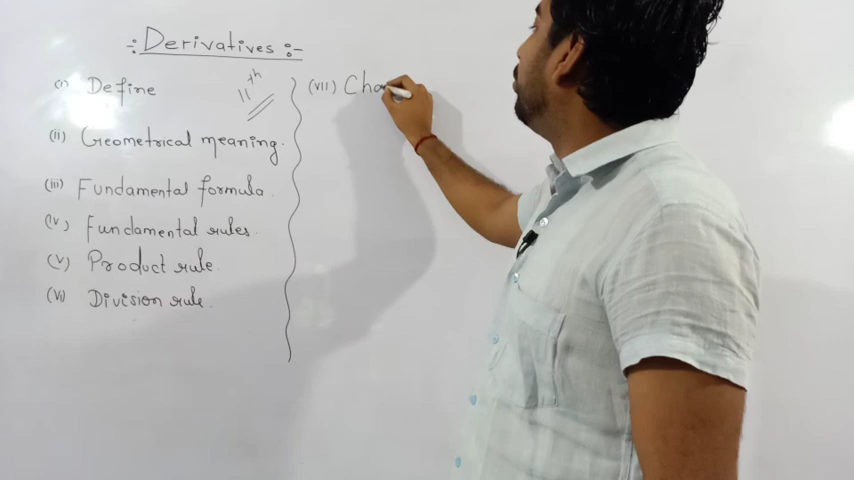 Derivatives :-
(i) Define
11th
(ii) Geometrical meaning.
(iii) Fundamental formula.
(iv) Fundamental rules.
(v) Product rule.
(vi) Division rule.
(vii) Cha